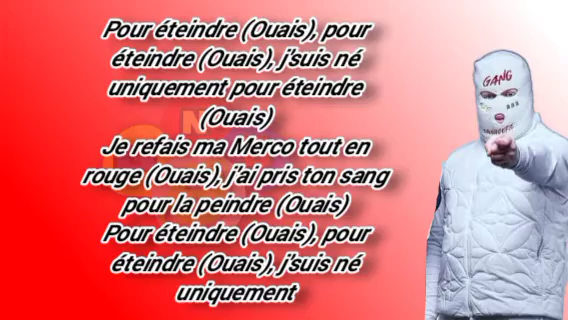 Pour éteindre (Ouais), pour
éteindre (Ouais), j'suis né
uniquement pour éteindre
(Ouais)
Je refais ma Merco tout en
rouge (Ouais), j'ai pris ton sang
pour la peindre (Ouais)
Pour éteindre (Ouais), pour
éteindre (Ouais), j'suis né
uniquement
GANG